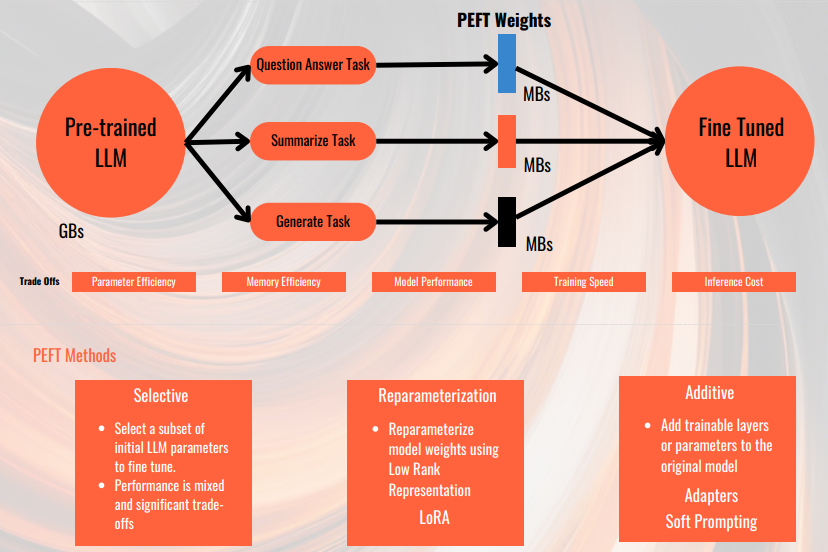 PEFT Weights
Question Answer Task
MBs
Pre-trained
LLM
Summarize Task
Fine Tuned
LLM
MBs
Generate Task
GBs
MBs
Trade Offs
Parameter Efficiency
Memory Efficiency
Model Performance
Training Speed
Inference Cost
PEFT Methods
Selective
• Select a subset of
initial LLM parameters
to fine tune.
• Performance is mixed
and significant trade-
offs
Reparameterization
• Reparameterize
model weights using
Low Rank
Representation
LoRA
Additive
• Add trainable layers
or parameters to the
original model
Adapters
Soft Prompting